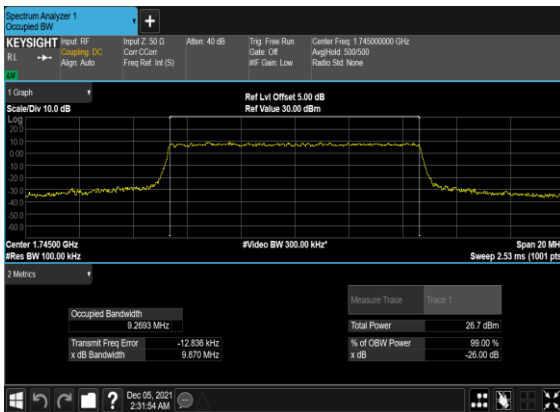 Spectrum Analyzer 1
Occupied BW
KEYSIGHT
RL
LV
Input: RF
Coupling: DC
Align: Auto
Input Z: 50 Ω
Corr CCorr
Freq Ref: Int (S)
Atten: 40 dB
Trig: Free Run
Gate: Off
#IF Gain: Low
Center Freq: 1.745000000 GHz
Avg|Hold: 500/500
Radio Std: None
1 Graph
Scale/Div 10.0 dB
Ref Lvl Offset 5.00 dB
Ref Value 30.00 dBm
Log
20.0
10.0
0.00
-10.0
-20.0
-30.0
-40.0
-50.0
-60.0
Center 1.74500 GHz
#Video BW 300.00 kHz*
Span 20 MH
#Res BW 100.00 kHz
Sweep 2.53 ms (1001 pts
2 Metrics
Measure Trace Trace 1
Occupied Bandwidth
9.2693 MHz
Total Power 26.7 dBm
Transmit Freq Error -12.836 kHz
% of OBW Power 99.00 %
x dB Bandwidth 9.870 MHz
x dB -26.00 dB
Dec 05, 2021
2:31:54 AM